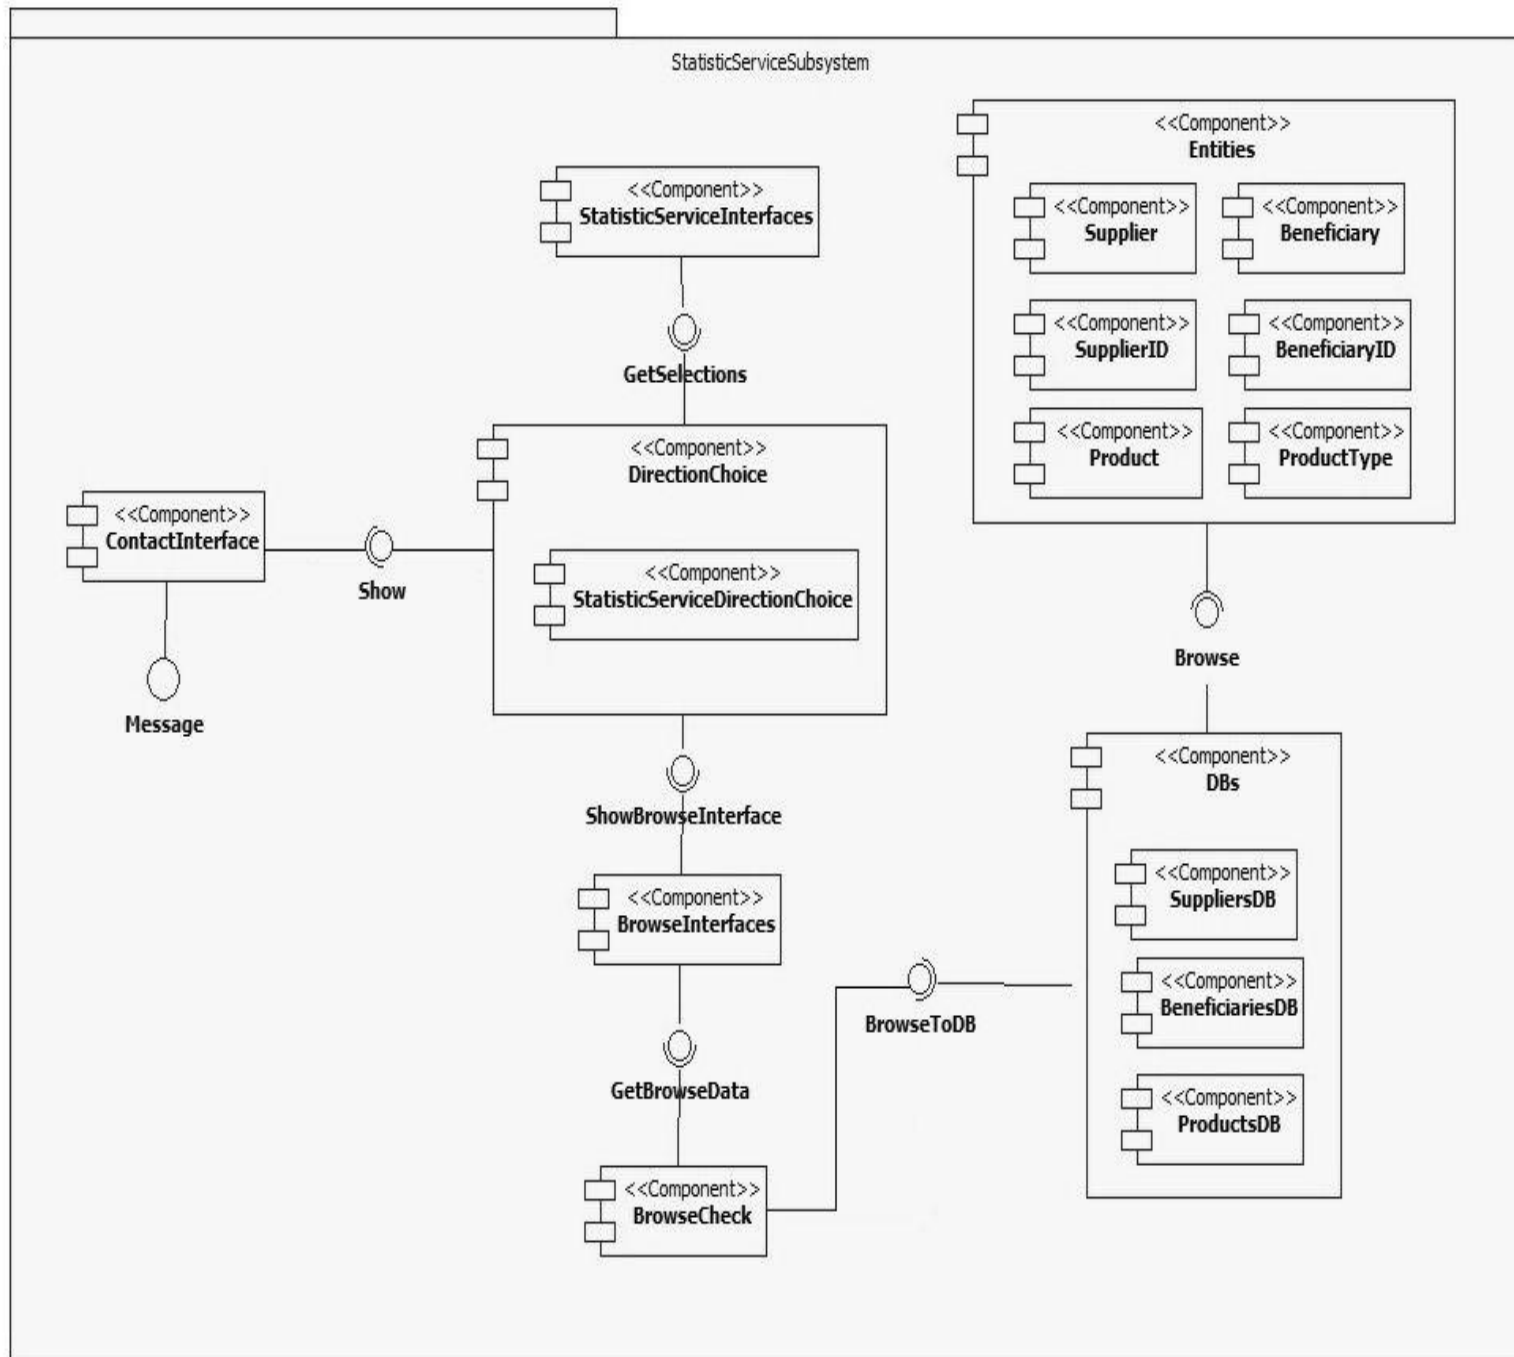 StatisticServiceSubsystem
<<Component>>
Entities
<<Component>>
StatisticServiceInterfaces
<<Component>>
Supplier
<<Component>>
Beneficiary
<<Component>>
SupplierID
<<Component>>
BeneficiaryID
GetSelections
<<Component>>
Product
<<Component>>
ProductType
<<Component>>
DirectionChoice
<<Component>>
ContactInterface
Show
<<Component>>
StatisticServiceDirectionChoice
Browse
Message
<<Component>>
DBs
ShowBrowseInterface
<<Component>>
SuppliersDB
<<Component>>
BrowseInterfaces
<<Component>>
BeneficiariesDB
BrowseToDB
GetBrowseData
<<Component>>
ProductsDB
<<Component>>
BrowseCheck